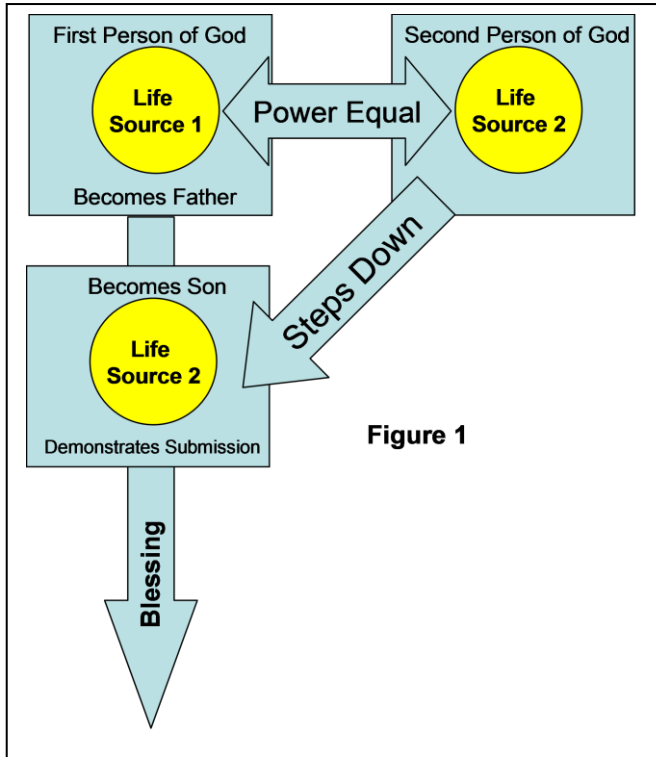 First Person of God
Life
Source 1
Becomes Father
Power Equal
Second Person of God
Life
Source 2
Steps Down
Becomes Son
Life
Source 2
Demonstrates Submission
Figure 1
Blessing